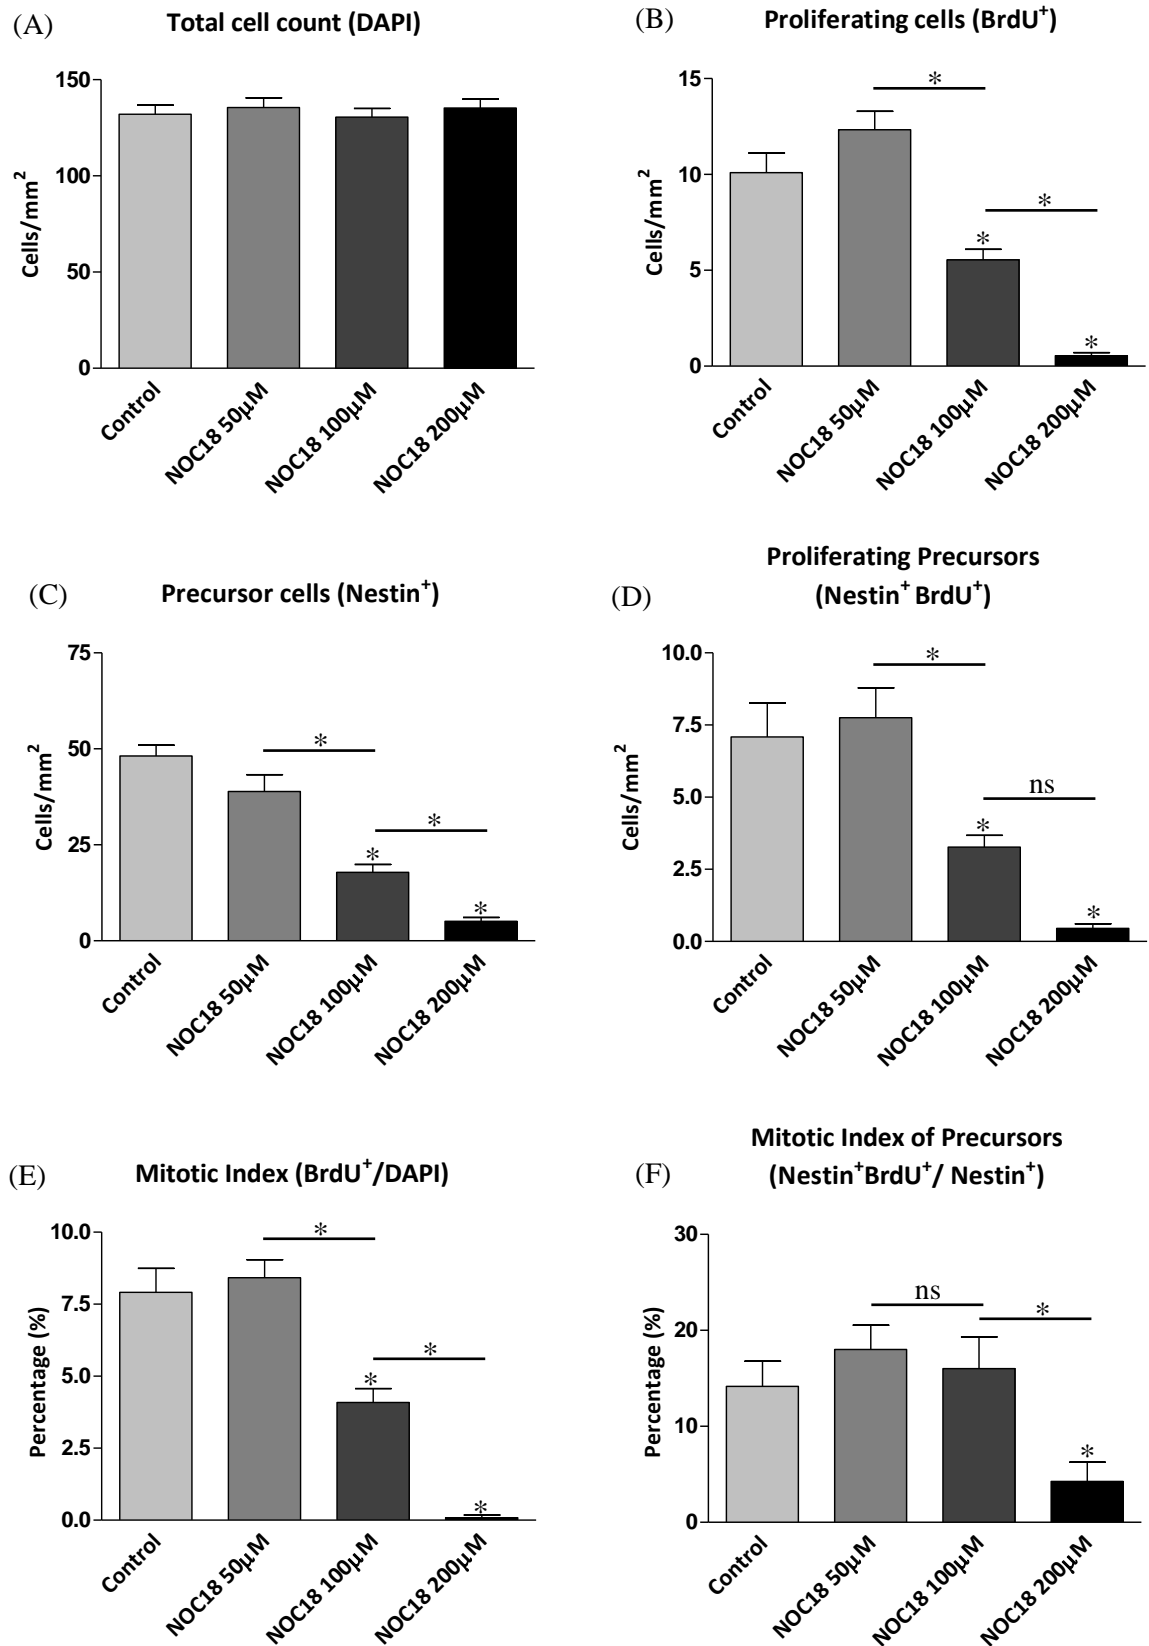 (A)
Total cell count (DAPI)
150
100
50
0
Cells/mm²
Control
NOC18 50μM
NOC18 100μM
NOC18 200μM
(B)
Proliferating cells (BrdU⁺)
15
10
5
0
Cells/mm²
*
*
*
*
Control
NOC18 50μM
NOC18 100μM
NOC18 200μM
(C)
Precursor cells (Nestin⁺)
75
50
25
0
Cells/mm²
*
*
*
*
Control
NOC18 50μM
NOC18 100μM
NOC18 200μM
(D)
Proliferating Precursors
(Nestin⁺ BrdU⁺)
10.0
7.5
5.0
2.5
0.0
Cells/mm²
*
ns
*
*
Control
NOC18 50μM
NOC18 100μM
NOC18 200μM
(E)
Mitotic Index (BrdU⁺/DAPI)
10.0
7.5
5.0
2.5
0.0
Percentage (%)
*
*
*
*
Control
NOC18 50μM
NOC18 100μM
NOC18 200μM
(F)
Mitotic Index of Precursors
(Nestin⁺BrdU⁺/ Nestin⁺)
30
20
10
0
Percentage (%)
ns
*
*
Control
NOC18 50μM
NOC18 100μM
NOC18 200μM